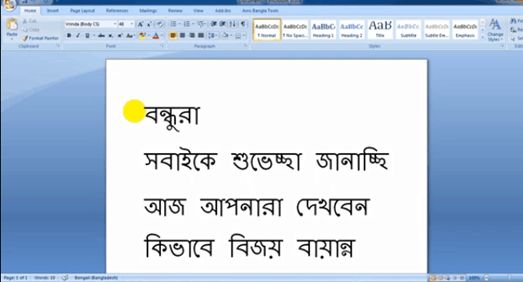 Home Insert Page Layout References Mailings Review View Add-Ins Avro Bangla Tools
Vrinda (Body CS) 48
Paste Cut Copy Format Painter
AaBbCcDc AaBbCcDc AaBbC AaBbCc AaB AaBbCc AaBbCcDc AaBbCcDc
Normal No Spac... Heading 1 Heading 2 Title Subtitle Subtle Em... Emphasis
Change Styles
Clipboard Font Paragraph Styles
বন্ধুরা
সবাইকে শুভেচ্ছা জানাচ্ছি
আজ আপনারা দেখবেন
কিভাবে বিজয় বায়ান্ন
Page: 1 of 1 Words: 10 Bengali (Bangladesh)